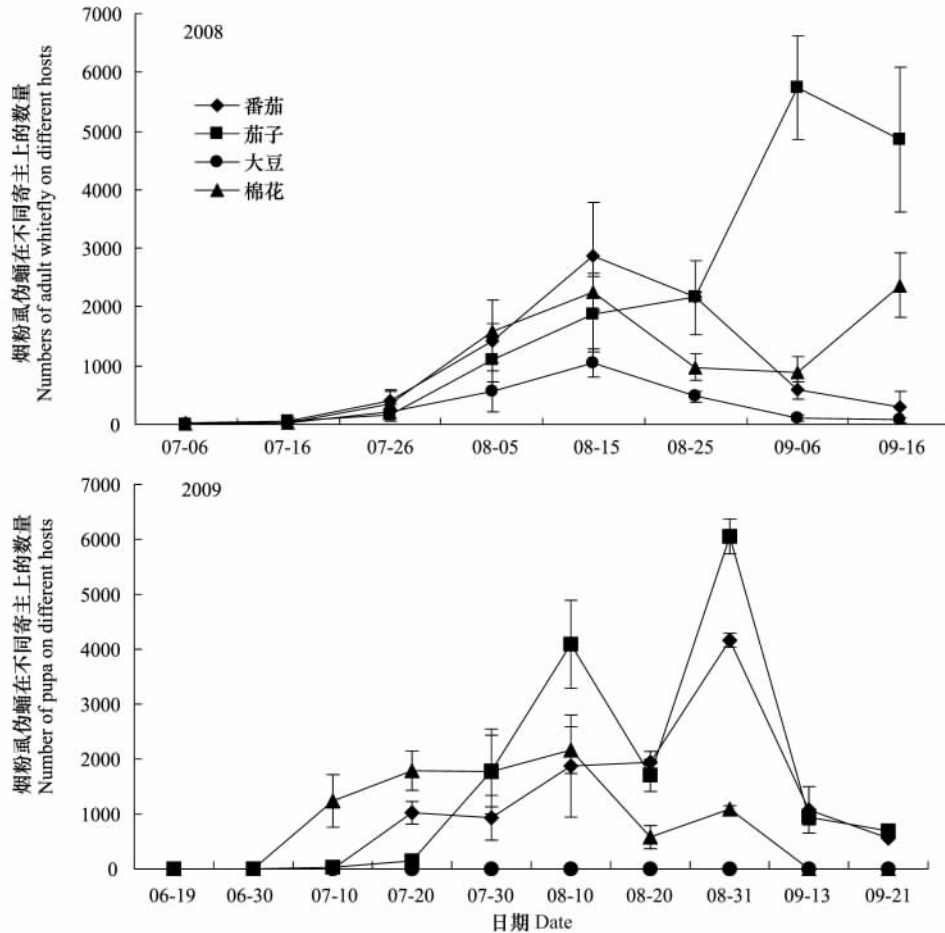 2008
番茄
茄子
大豆
棉花
烟粉虱伪蛹在不同寄主上的数量
Numbers of adult whitefly on different hosts
7000
6000
5000
4000
3000
2000
1000
0
07-06 07-16 07-26 08-05 08-15 08-25 09-06 09-16
2009
烟粉虱伪蛹在不同寄主上的数量
Number of pupa on different hosts
7000
6000
5000
4000
3000
2000
1000
0
06-19 06-30 07-10 07-20 07-30 08-10 08-20 08-31 09-13 09-21
日期 Date